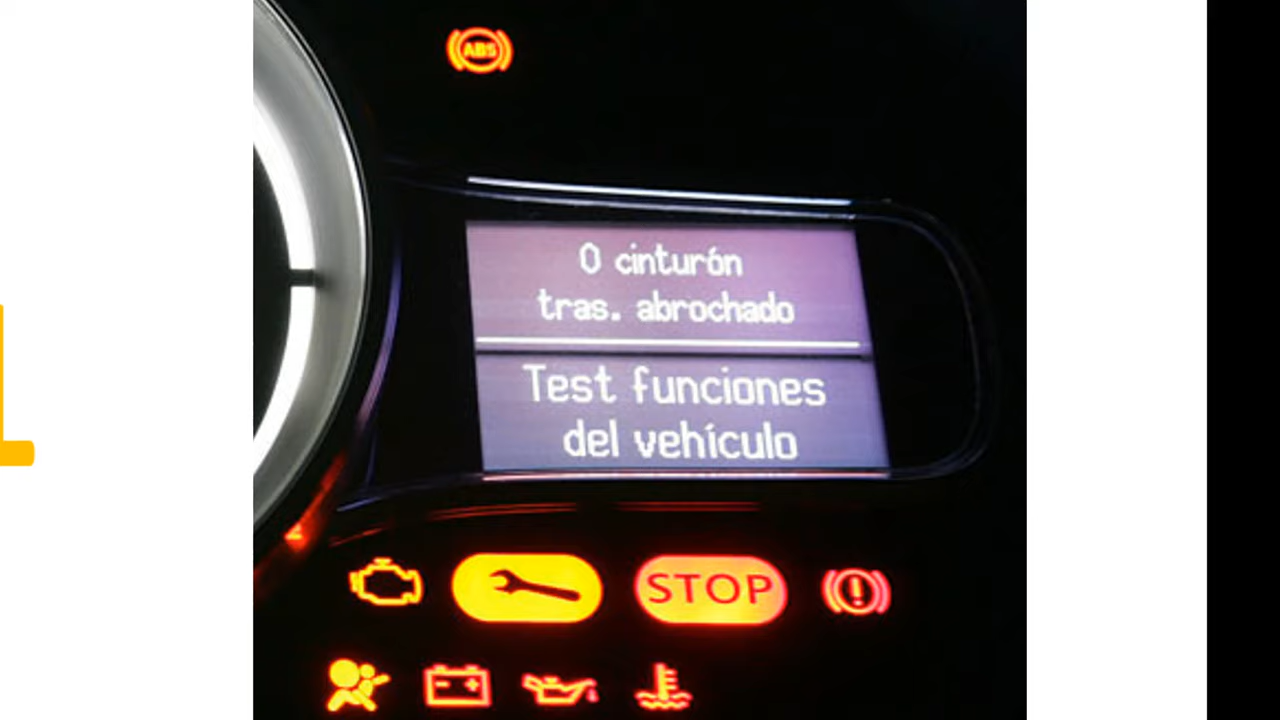 ABS
0 cinturón
tras. abrochado
Test funciones
del vehículo
STOP